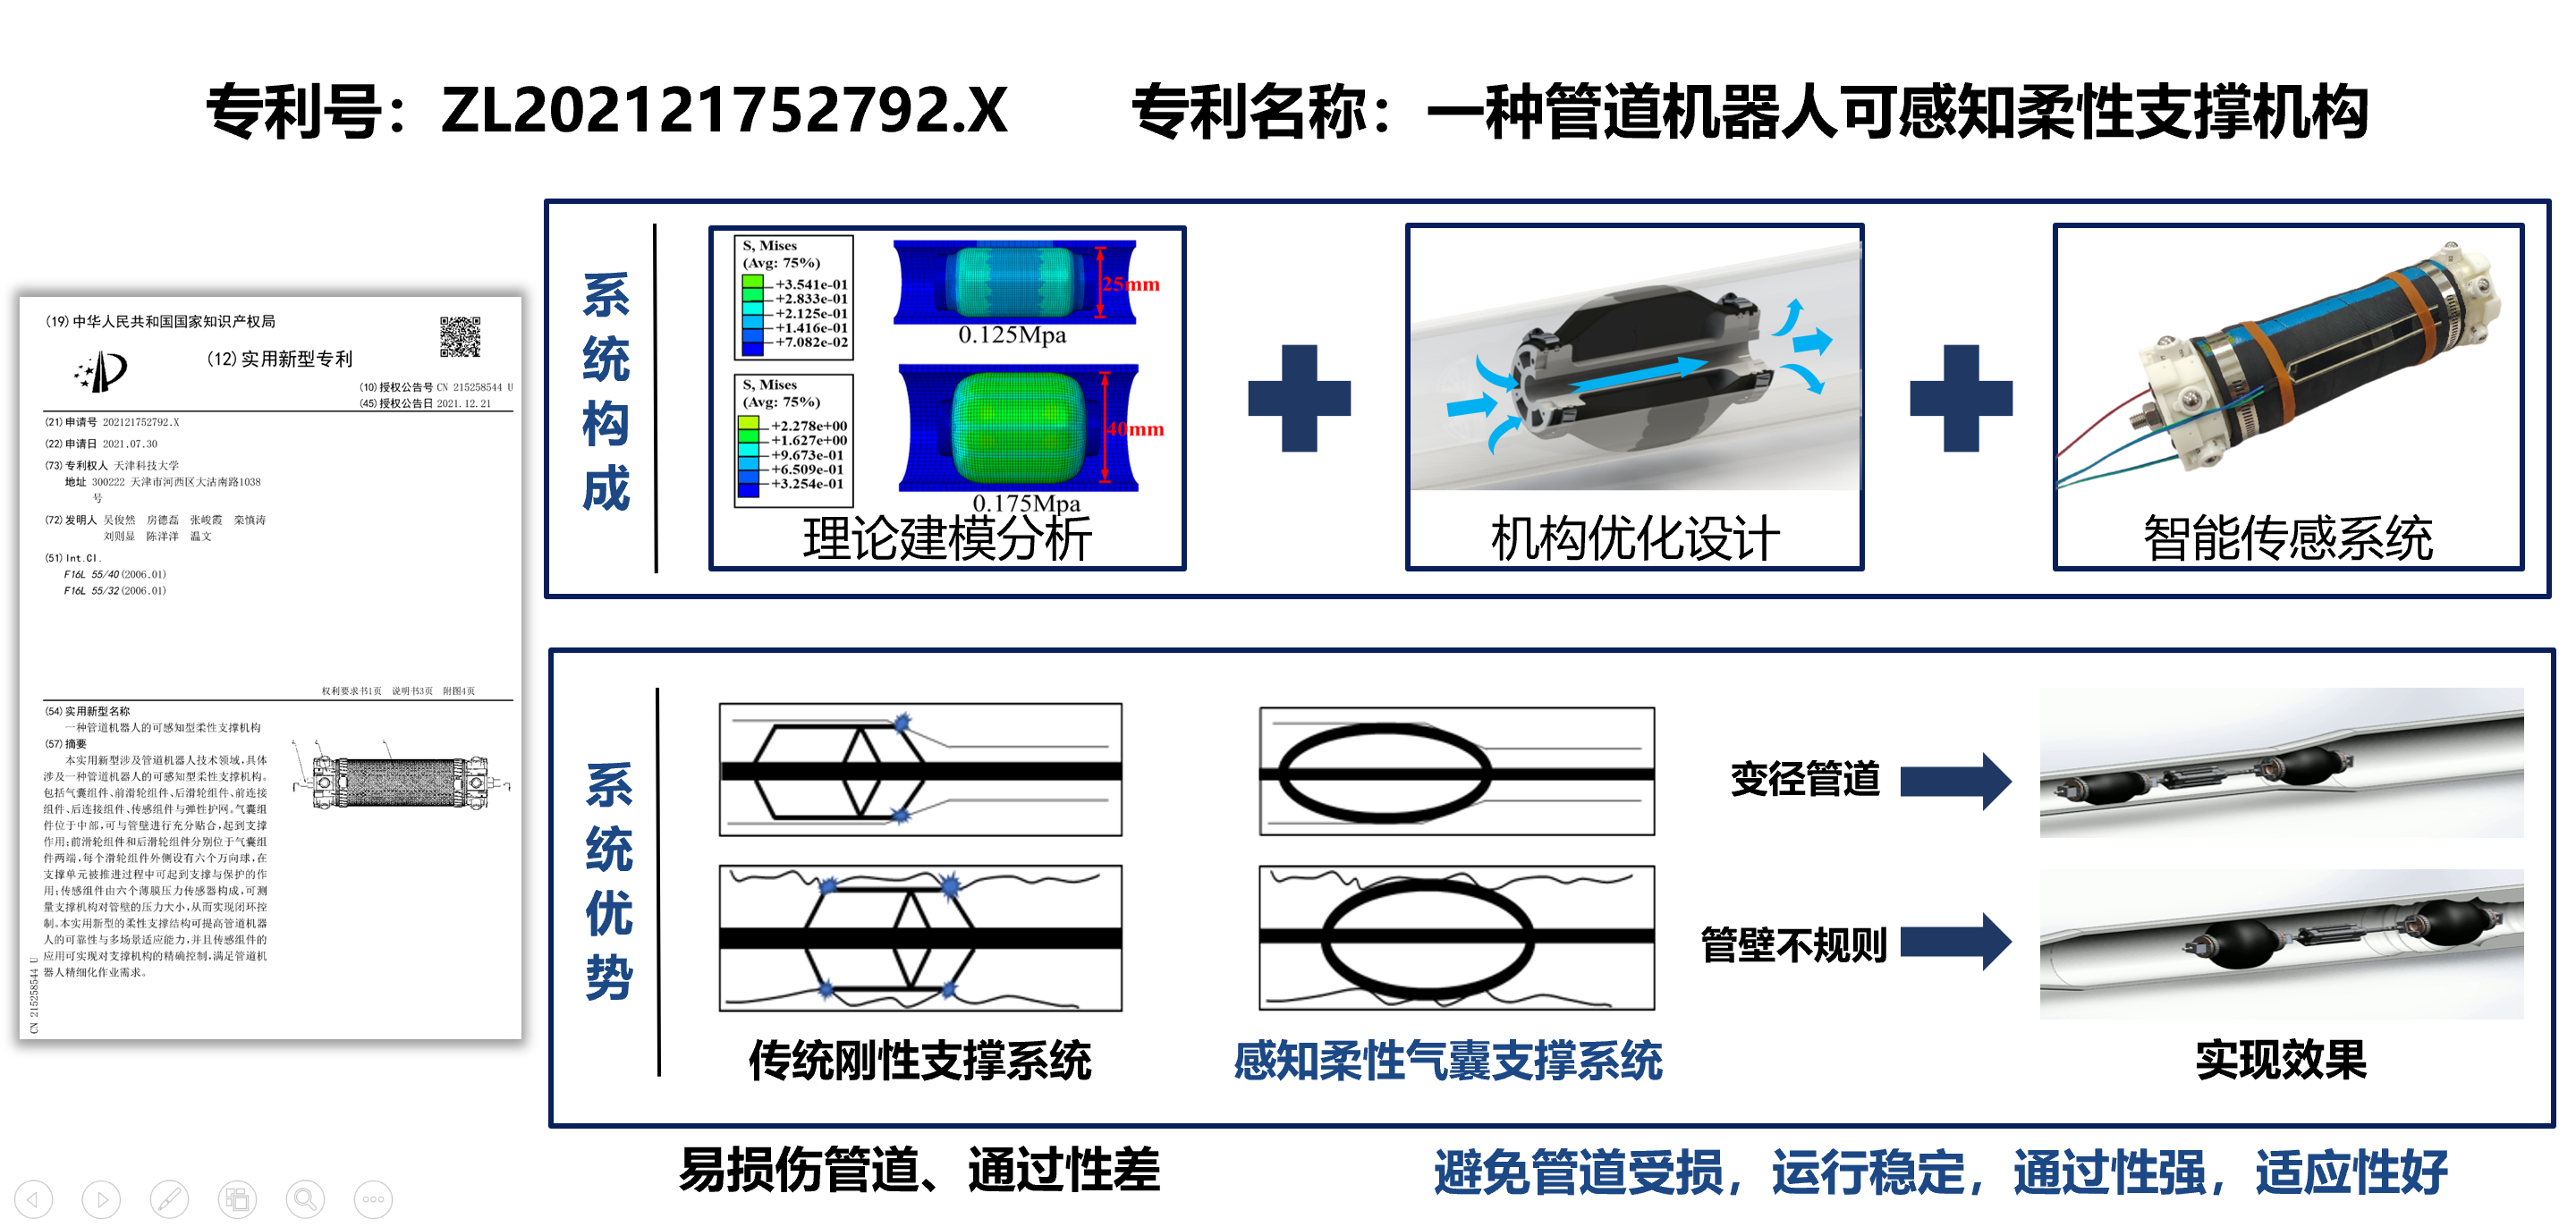 专利号：ZL202121752792.X
专利名称：一种管道机器人可感知柔性支撑机构
(19)中华人民共和国国家知识产权局
(12)实用新型专利
(10)授权公告号 CN 215258544 U
(45)授权公告日 2021.12.21
(21)申请号 202121752792.X
(22)申请日 2021.07.30
(73)专利权人 天津科技大学
地址 300222 天津市河西区大沽南路1038
号
(72)发明人 吴俊然 房德磊 张峻霞 栾慎涛
刘则显 陈洋洋 温文
(51)Int.Cl.
F16L 55/40(2006.01)
F16L 55/32(2006.01)
权利要求书1页 说明书3页 附图4页
(54)实用新型名称
一种管道机器人的可感知型柔性支撑机构
(57)摘要
本实用新型涉及管道机器人技术领域,具体
涉及一种管道机器人的可感知型柔性支撑机构。
包括气囊组件、前滑轮组件、后滑轮组件、前连接
组件、后连接组件、传感组件与弹性护网。气囊组
件位于中部,可与管壁进行充分贴合,起到支撑
作用;前滑轮组件和后滑轮组件分别位于气囊组
件两端,每个滑轮组件外侧设有六个万向球,在
支撑单元被推进过程中可起到支撑与保护的作
用;传感组件由六个薄膜压力传感器构成,可测
量支撑机构对管壁的压力大小,从而实现闭环控
制。本实用新型的柔性支撑结构可提高管道机器
人的可靠性与多场景适应能力,并且传感组件的
应用可实现对支撑机构的精确控制,满足管道机
器人精细化作业需求。
CN 215258544 U
系统构成
S, Mises
(Avg: 75%)
+3.541e-01
+2.833e-01
+2.125e-01
+1.416e-01
+7.082e-02
25mm
0.125Mpa
S, Mises
(Avg: 75%)
+2.278e+00
+1.627e+00
+9.673e-01
+6.509e-01
+3.254e-01
40mm
0.175Mpa
理论建模分析
机构优化设计
智能传感系统
系统优势
变径管道
管壁不规则
传统刚性支撑系统
感知柔性气囊支撑系统
实现效果
易损伤管道、通过性差
避免管道受损，运行稳定，通过性强，适应性好